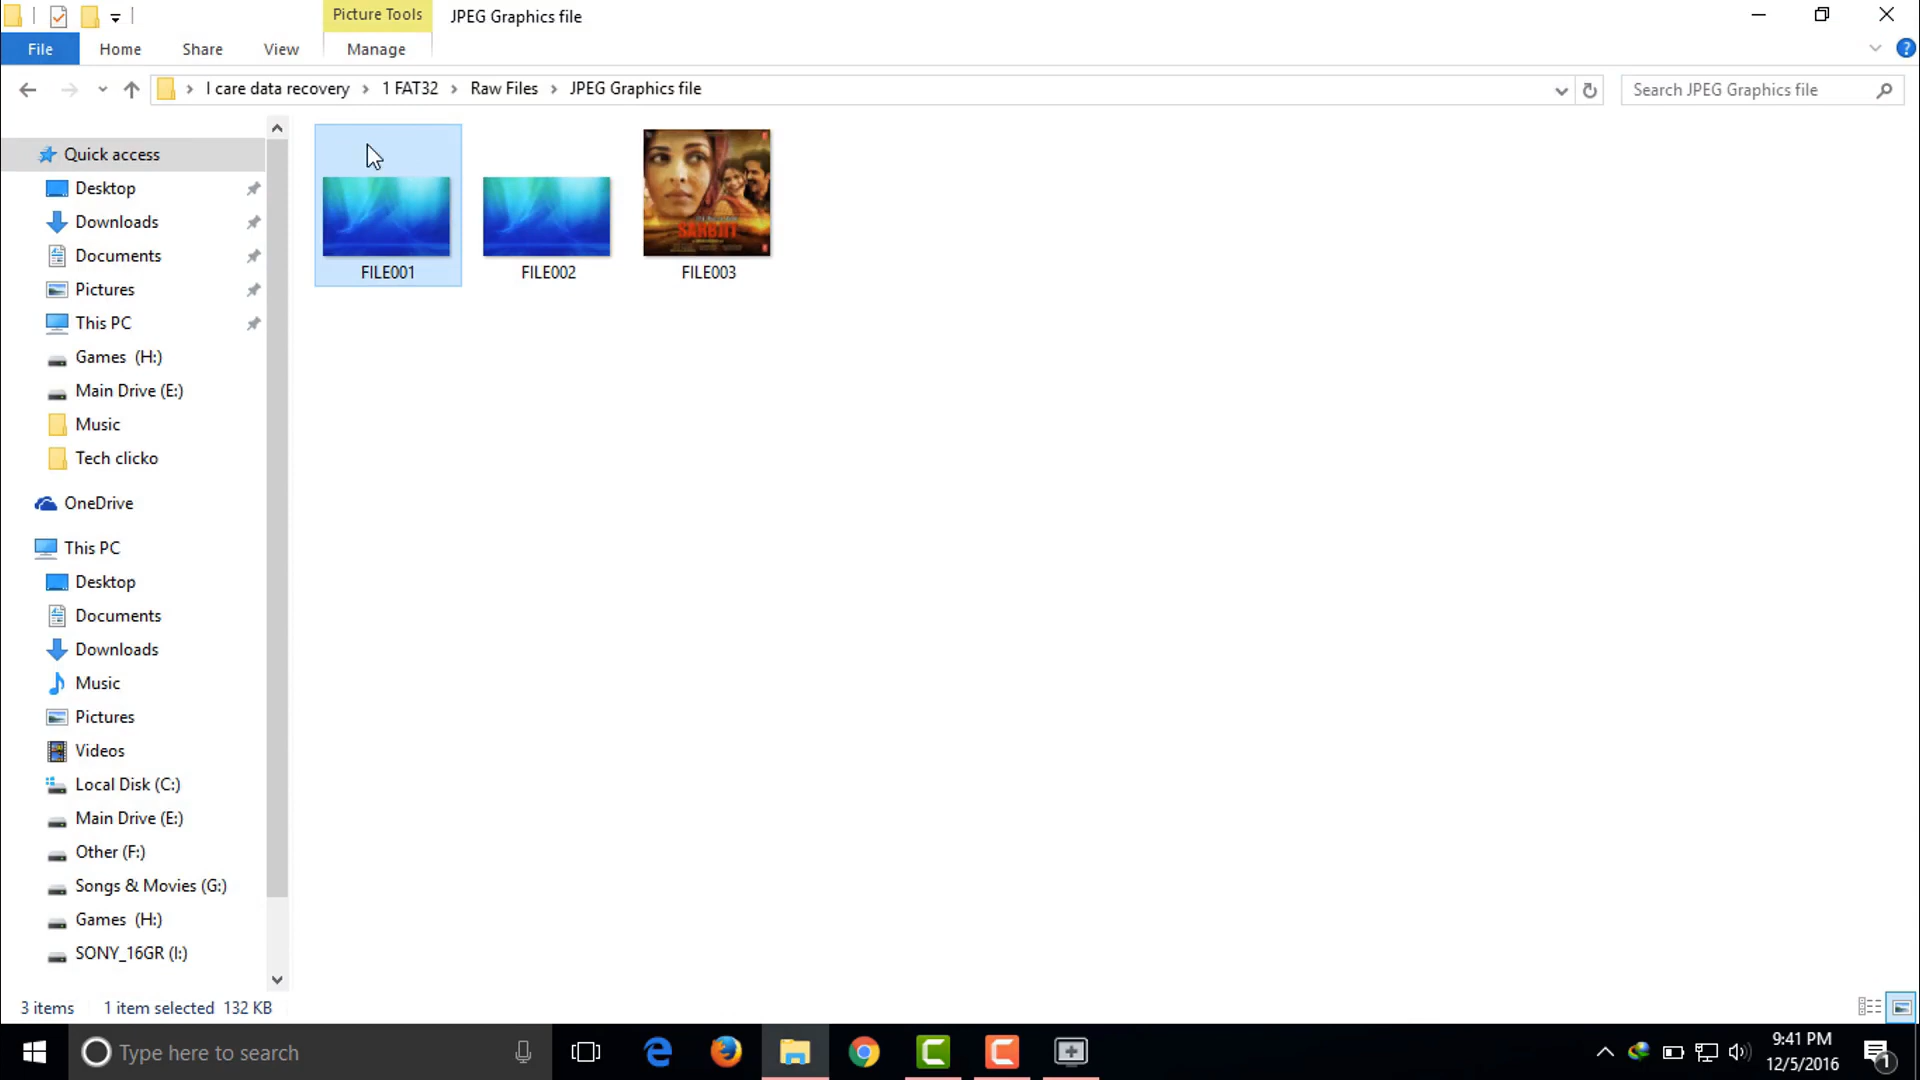 Picture Tools
JPEG Graphics file
File
Home
Share
View
Manage
I care data recovery
1 FAT32
Raw Files
JPEG Graphics file
Search JPEG Graphics file
Quick access
Desktop
Downloads
Documents
Pictures
This PC
Games (H:)
Main Drive (E:)
Music
Tech clicko
OneDrive
This PC
Desktop
Documents
Downloads
Music
Pictures
Videos
Local Disk (C:)
Main Drive (E:)
Other (F:)
Songs & Movies (G:)
Games (H:)
SONY_16GR (I:)
SARBJIT
FILE001
FILE002
FILE003
3 items
1 item selected 132 KB
Type here to search
9:41 PM
12/5/2016
1